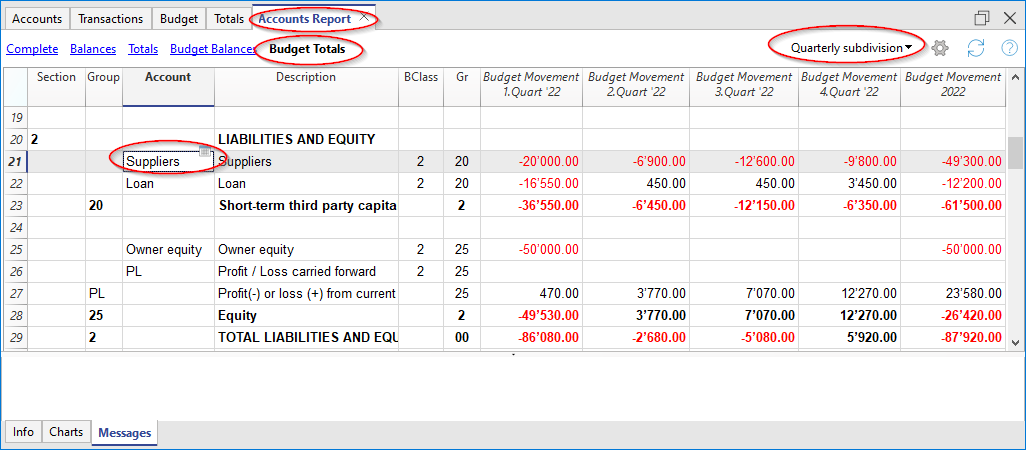 Accounts Transactions Budget Totals Accounts Report
Complete Balances Totals Budget Balances Budget Totals Quarterly subdivision
Section Group Account Description BClass Gr Budget Movement 1.Quart '22 Budget Movement 2.Quart '22 Budget Movement 3.Quart '22 Budget Movement 4.Quart '22 Budget Movement 2022
19
20 2 LIABILITIES AND EQUITY
21 Suppliers Suppliers 2 20 -20’000.00 -6’900.00 -12’600.00 -9’800.00 -49’300.00
22 Loan Loan 2 20 -16’550.00 450.00 450.00 3’450.00 -12’200.00
23 20 Short-term third party capita 2 -36’550.00 -6’450.00 -12’150.00 -6’350.00 -61’500.00
24
25 Owner equity Owner equity 2 25 -50’000.00 -50’000.00
26 PL Profit / Loss carried forward 2 25
27 PL Profit(-) or loss (+) from current 25 470.00 3’770.00 7’070.00 12’270.00 23’580.00
28 25 Equity 2 -49’530.00 3’770.00 7’070.00 12’270.00 -26’420.00
29 2 TOTAL LIABILITIES AND EQU 00 -86’080.00 -2’680.00 -5’080.00 5’920.00 -87’920.00
Info Charts Messages